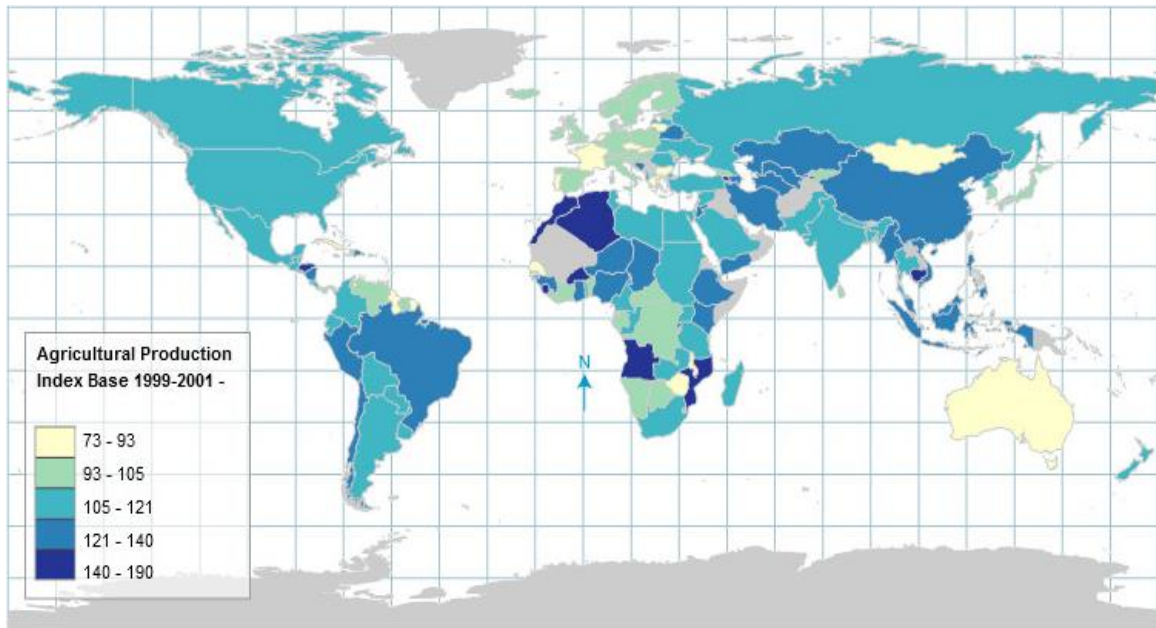 N
Agricultural Production
Index Base 1999-2001 -
73 - 93
93 - 105
105 - 121
121 - 140
140 - 190